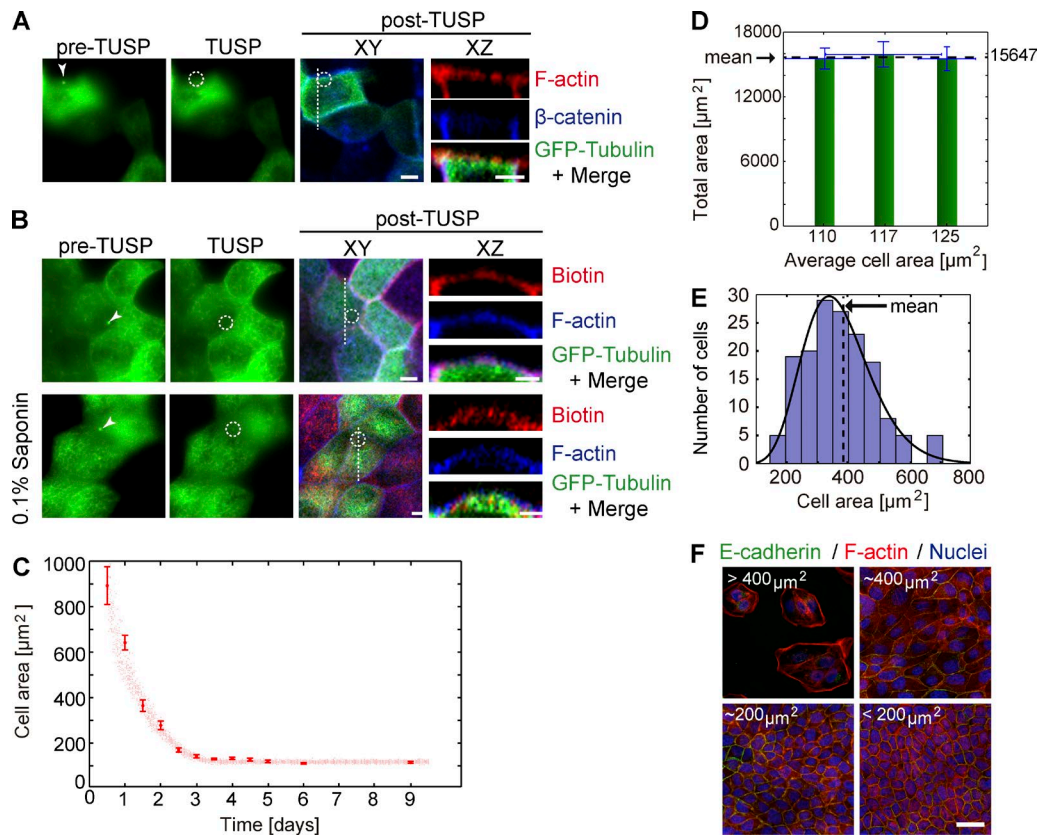 A
post-TUSP
pre-TUSP TUSP XY XZ
F-actin
β-catenin
GFP-Tubulin
+ Merge
B
post-TUSP
pre-TUSP TUSP XY XZ
Biotin
F-actin
GFP-Tubulin
+ Merge
0.1% Saponin
Biotin
F-actin
GFP-Tubulin
+ Merge
C
Cell area [µm²]
1000
800
600
400
200
0
0 1 2 3 4 5 6 7 8 9
Time [days]
D
Total area [µm²]
18000
mean
15647
12000
6000
0
110 117 125
Average cell area [µm²]
E
Number of cells
30
25
20
15
10
5
0
mean
200 400 600 800
Cell area [µm²]
F
E-cadherin / F-actin / Nuclei
> 400µm² ~400µm²
~200µm² < 200µm²